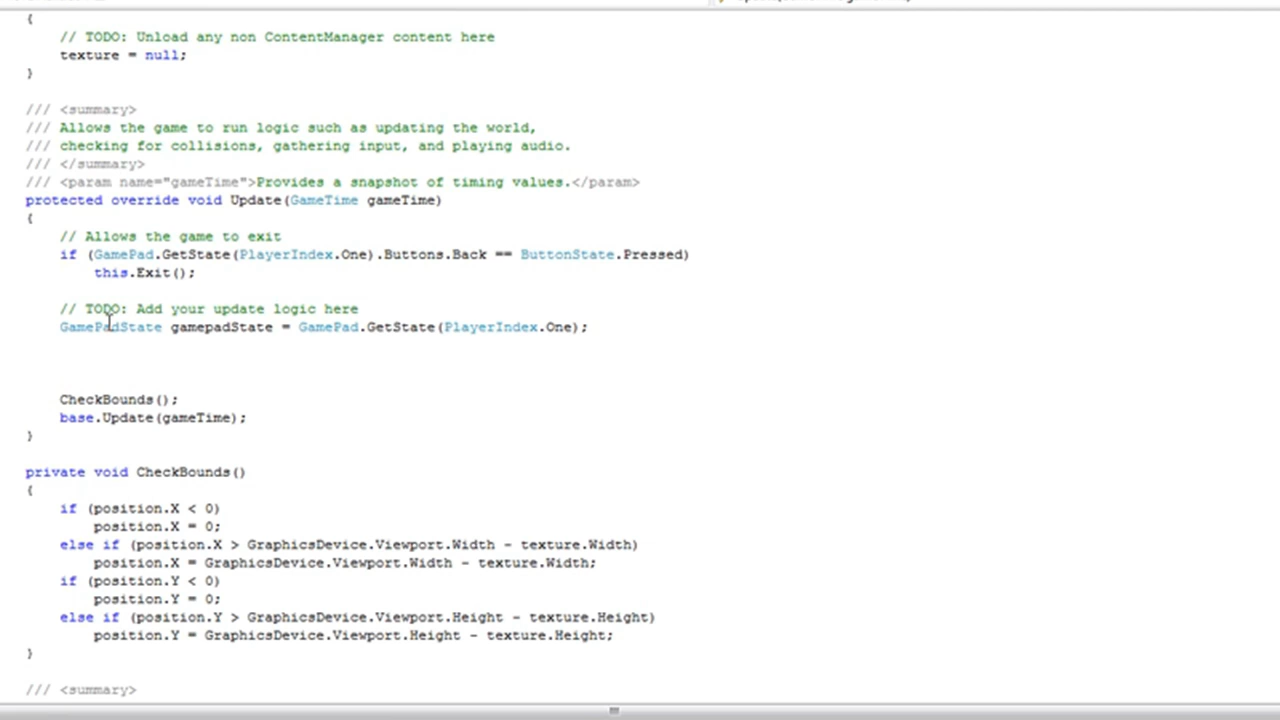 {
// TODO: Unload any non ContentManager content here
texture = null;
}
/// <summary>
/// Allows the game to run logic such as updating the world,
/// checking for collisions, gathering input, and playing audio.
/// </summary>
/// <param name="gameTime">Provides a snapshot of timing values.</param>
protected override void Update(GameTime gameTime)
{
// Allows the game to exit
if (GamePad.GetState(PlayerIndex.One).Buttons.Back == ButtonState.Pressed)
this.Exit();
// TODO: Add your update logic here
GamePadState gamepadState = GamePad.GetState(PlayerIndex.One);
CheckBounds();
base.Update(gameTime);
}
private void CheckBounds()
{
if (position.X < 0)
position.X = 0;
else if (position.X > GraphicsDevice.Viewport.Width - texture.Width)
position.X = GraphicsDevice.Viewport.Width - texture.Width;
if (position.Y < 0)
position.Y = 0;
else if (position.Y > GraphicsDevice.Viewport.Height - texture.Height)
position.Y = GraphicsDevice.Viewport.Height - texture.Height;
}
/// <summary>